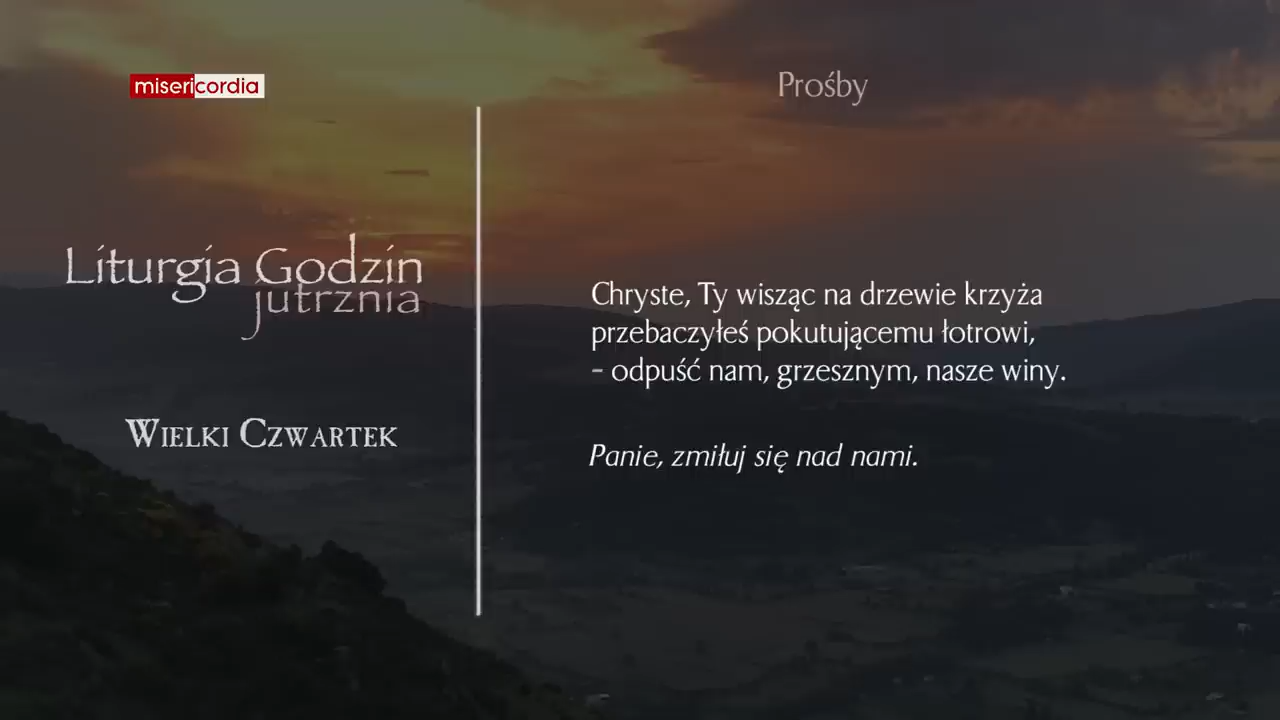 misericordia
Liturgia Godzin
jutrznia
Wielki Czwartek
Prośby
Chryste, Ty wisząc na drzewie krzyża
przebaczyłeś pokutującemu łotrowi,
- odpuść nam, grzesznym, nasze winy.
Panie, zmiłuj się nad nami.